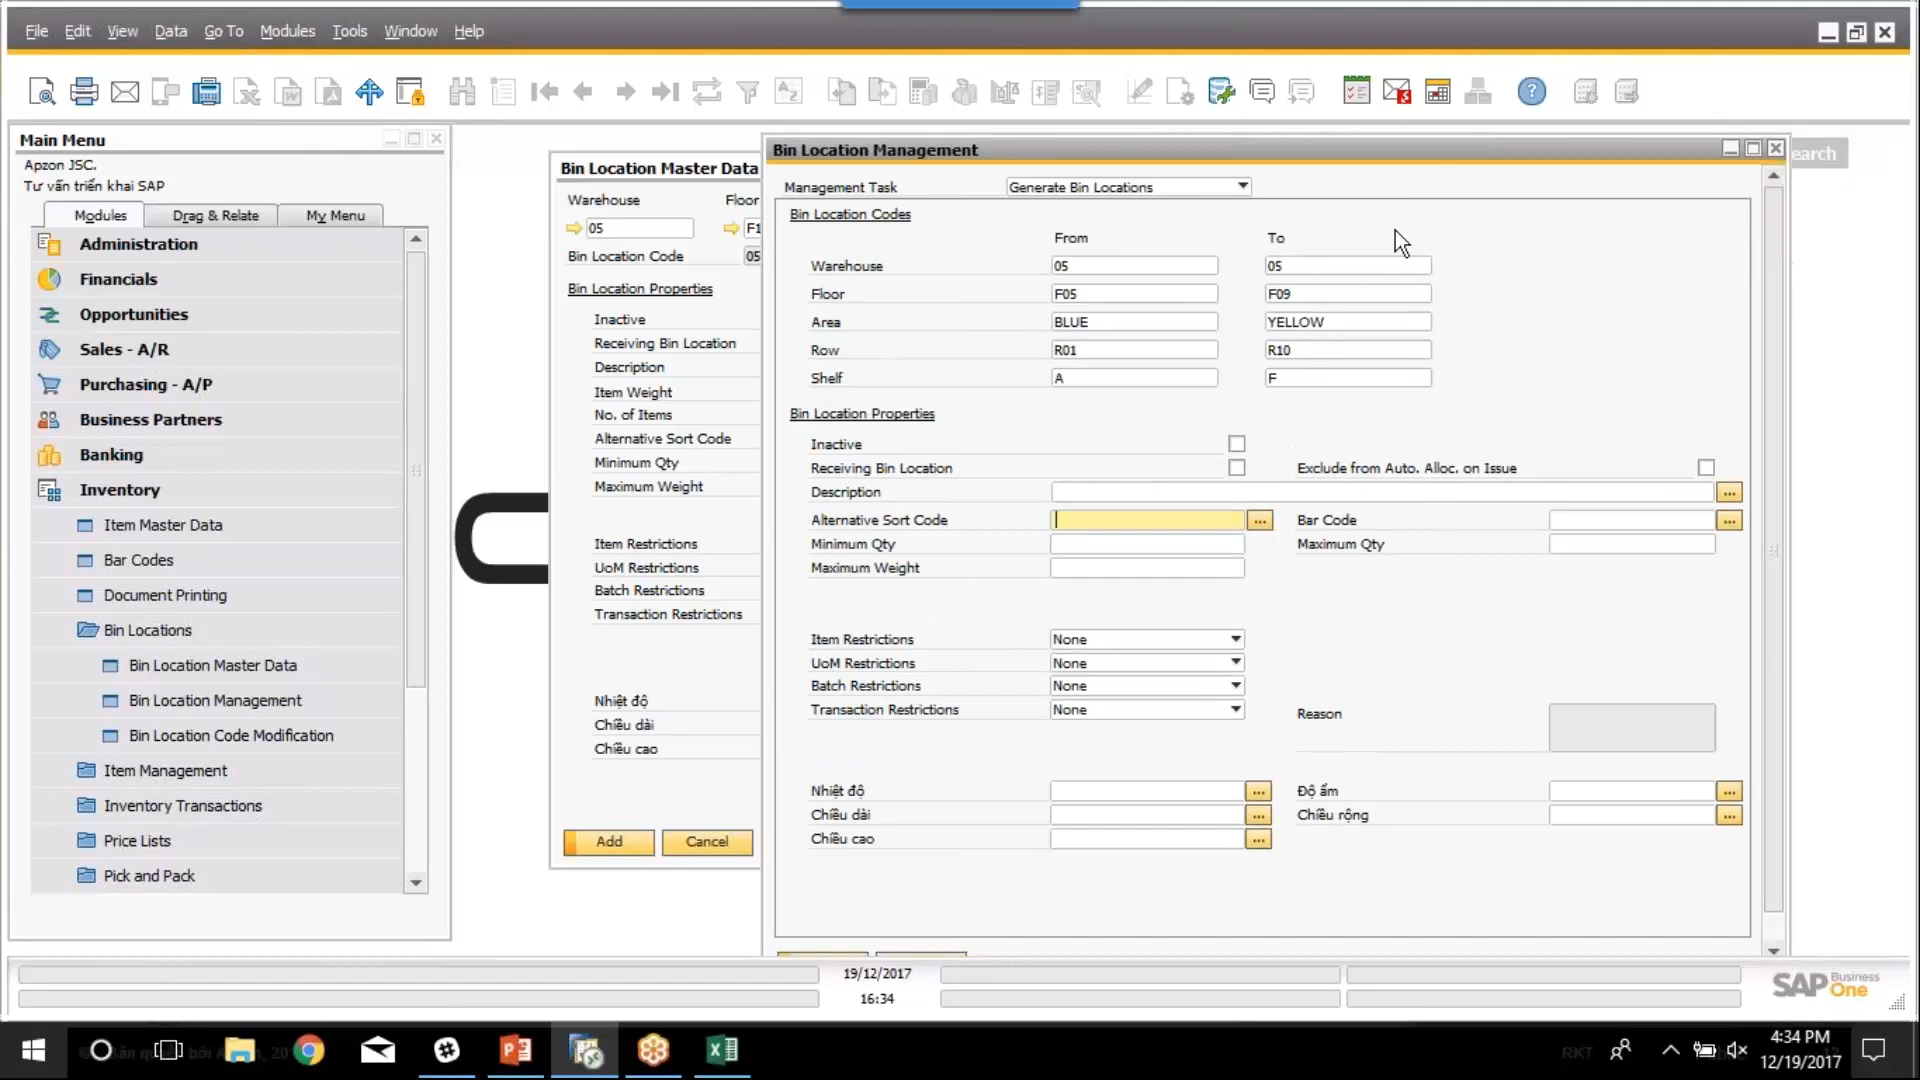 File Edit View Data Go To Modules Tools Window Help
Main Menu
Apzon JSC.
Tư vấn triển khai SAP
Modules Drag & Relate My Menu
Administration
Financials
Opportunities
Sales - A/R
Purchasing - A/P
Business Partners
Banking
Inventory
Item Master Data
Bar Codes
Document Printing
Bin Locations
Bin Location Master Data
Bin Location Management
Bin Location Code Modification
Item Management
Inventory Transactions
Price Lists
Pick and Pack
Bin Location Master Data
Warehouse Floor
05 F1
Bin Location Code 05
Bin Location Properties
Inactive
Receiving Bin Location
Description
Item Weight
No. of Items
Alternative Sort Code
Minimum Qty
Maximum Weight
Item Restrictions
UoM Restrictions
Batch Restrictions
Transaction Restrictions
Nhiệt độ
Chiều dài
Chiều cao
Add Cancel
Bin Location Management
earch
Management Task Generate Bin Locations
Bin Location Codes
From To
Warehouse 05 05
Floor F05 F09
Area BLUE YELLOW
Row R01 R10
Shelf A F
Bin Location Properties
Inactive
Receiving Bin Location Exclude from Auto. Alloc. on Issue
Description ...
Alternative Sort Code ... Bar Code ...
Minimum Qty Maximum Qty
Maximum Weight
Item Restrictions None
UoM Restrictions None
Batch Restrictions None
Transaction Restrictions None Reason
Nhiệt độ ... Độ ẩm ...
Chiều dài ... Chiều rộng ...
Chiều cao ...
19/12/2017
16:34
SAP Business One
4:34 PM
12/19/2017
RKT